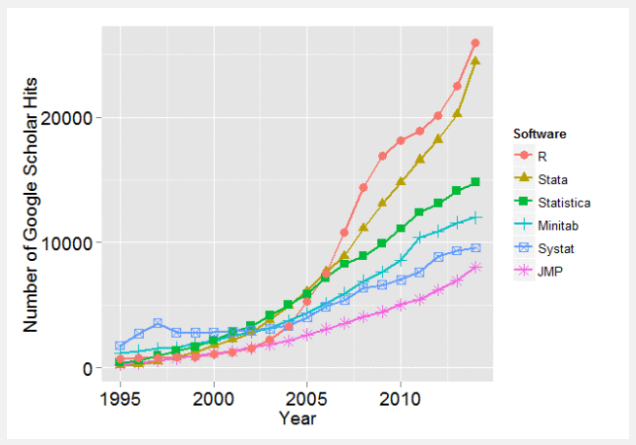 Number of Google Scholar Hits
20000
10000
0
1995
2000
2005
2010
Year
Software
R
Stata
Statistica
Minitab
Systat
JMP